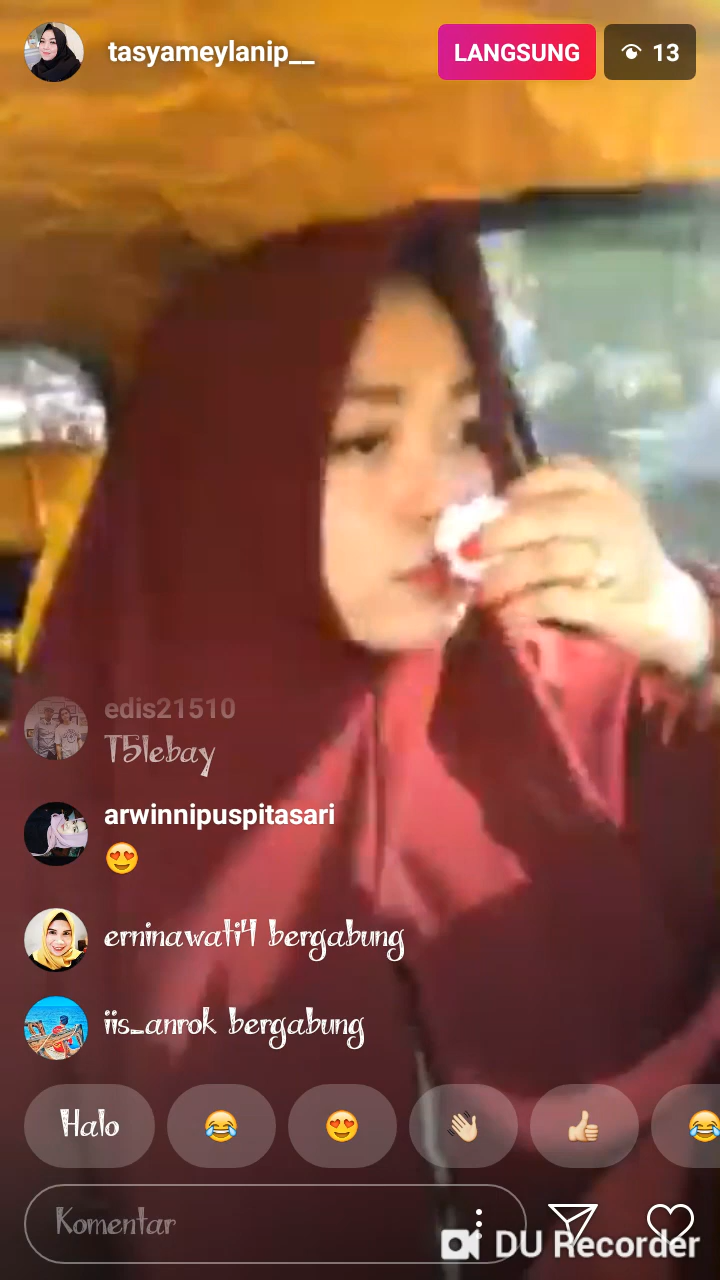 tasyameylanip__
LANGSUNG
13
edis21510
T5lebay
arwinnipuspitasari
erninawati4 bergabung
iis_anrok bergabung
Halo
Komentar
DU Recorder